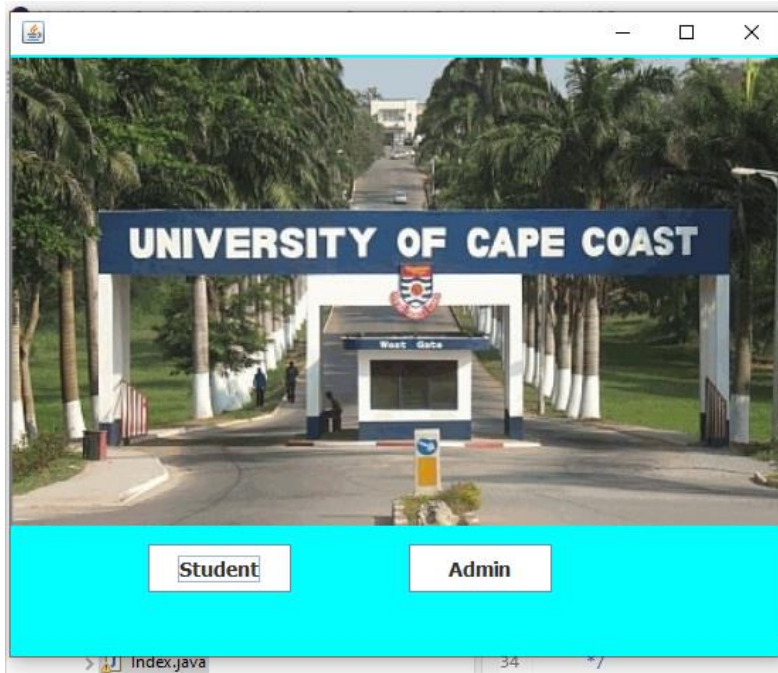 UNIVERSITY OF CAPE COAST
West Gate
Student
Admin
Index.java
34
*/